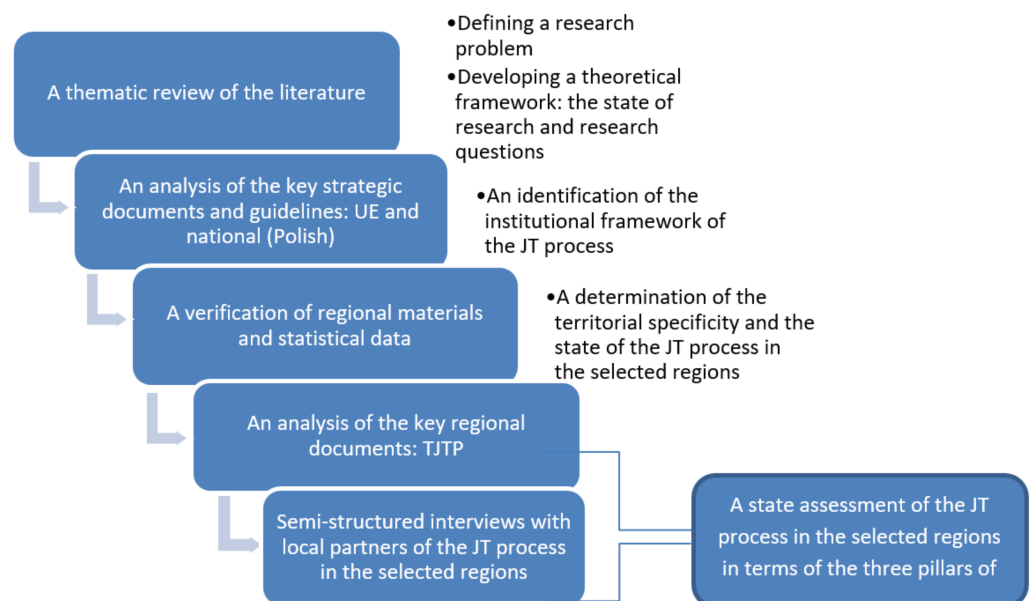 A thematic review of the literature
•Defining a research
problem
•Developing a theoretical
framework: the state of
research and research
questions
An analysis of the key strategic
documents and guidelines: UE and
national (Polish)
•An identification of the
institutional framework of
the JT process
A verification of regional materials
and statistical data
•A determination of the
territorial specificity and the
state of the JT process in
the selected regions
An analysis of the key regional
documents: TJTP
Semi-structured interviews with
local partners of the JT process
in the selected regions
A state assessment of the JT
process in the selected regions
in terms of the three pillars of